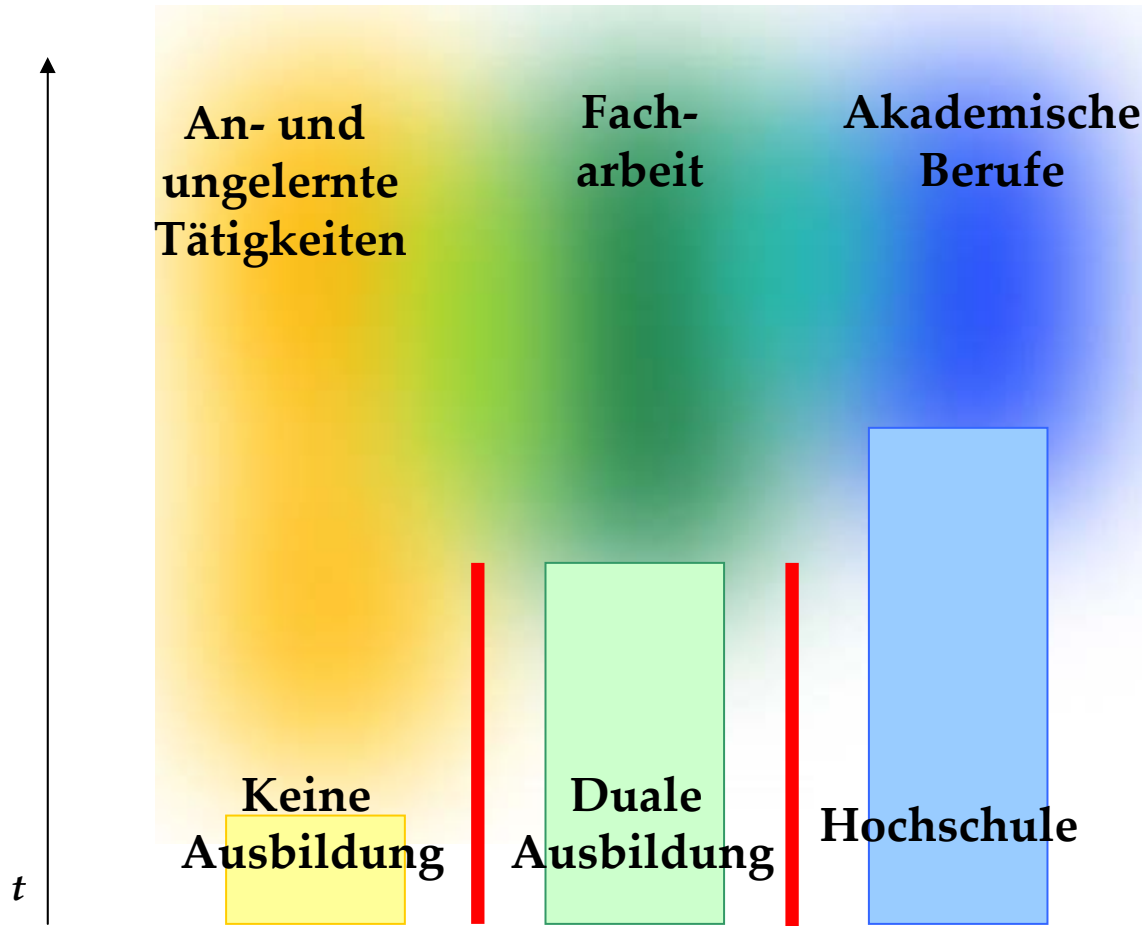 An- und
ungelernte
Tätigkeiten
Fach-
arbeit
Akademische
Berufe
Keine
Ausbildung
Duale
Ausbildung
Hochschule
t